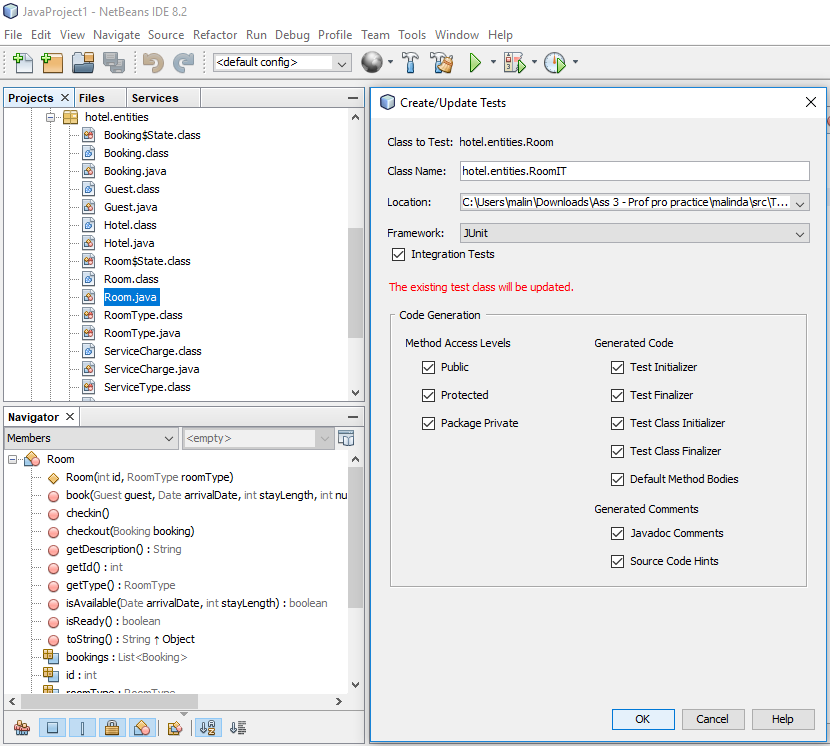 JavaProject1 - NetBeans IDE 8.2
File Edit View Navigate Source Refactor Run Debug Profile Team Tools Window Help
<default config>
Projects Files Services
hotel.entities
Booking$State.class
Booking.class
Booking.java
Guest.class
Guest.java
Hotel.class
Hotel.java
Room$State.class
Room.class
Room.java
RoomType.class
RoomType.java
ServiceCharge.class
ServiceCharge.java
ServiceType.class
Navigator
Members <empty>
Room
Room(int id, RoomType roomType)
book(Guest guest, Date arrivalDate, int stayLength, int nu
checkin()
checkout(Booking booking)
getDescription() : String
getId() : int
getType() : RoomType
isAvailable(Date arrivalDate, int stayLength) : boolean
isReady() : boolean
toString() : String ↑ Object
bookings : List<Booking>
id : int
roomType : RoomType
Create/Update Tests
Class to Test: hotel.entities.Room
Class Name: hotel.entities.RoomIT
Location: C:\Users\malin\Downloads\Ass 3 - Prof pro practice\malinda\src\T...
Framework: JUnit
Integration Tests
The existing test class will be updated.
Code Generation
Method Access Levels
Public
Protected
Package Private
Generated Code
Test Initializer
Test Finalizer
Test Class Initializer
Test Class Finalizer
Default Method Bodies
Generated Comments
Javadoc Comments
Source Code Hints
OK Cancel Help